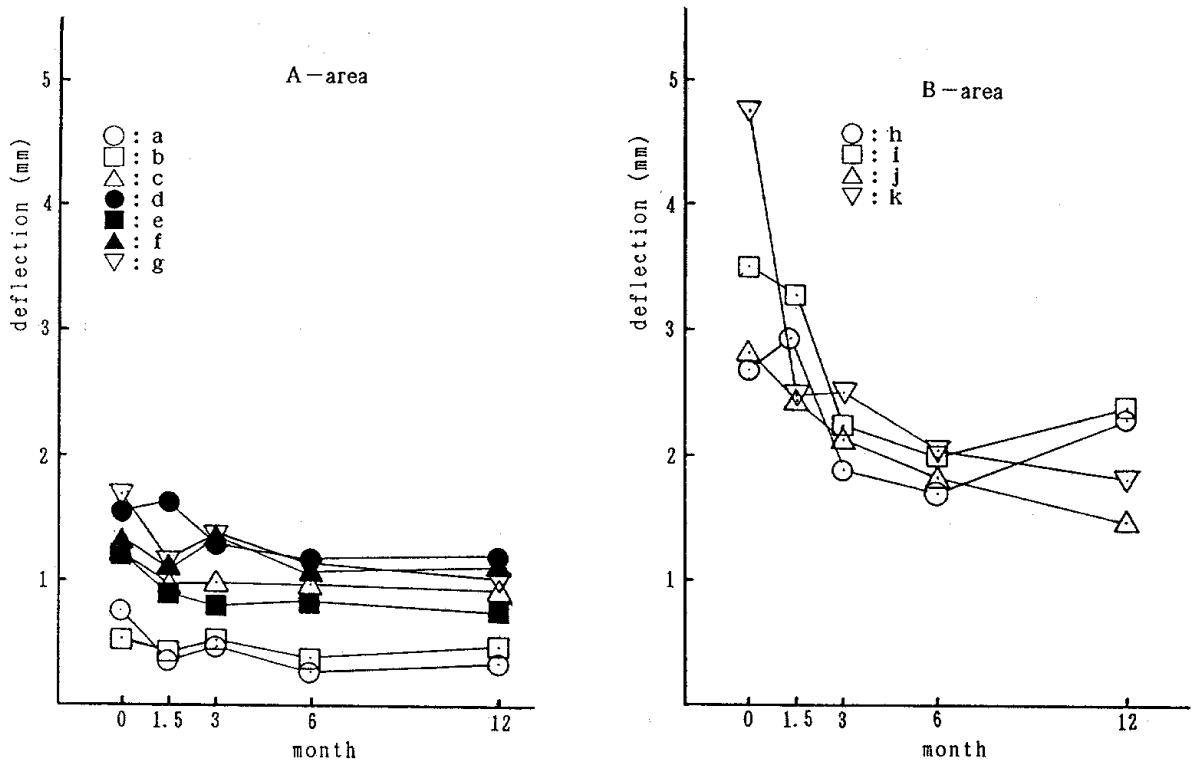 A-area
5
4
3
2
1
deflection (mm)
○: a
□: b
△: c
●: d
■: e
▲: f
▽: g
0 1.5 3 6 12
month
B-area
5
4
3
2
1
deflection (mm)
○: h
□: i
△: j
▽: k
0 1.5 3 6 12
month